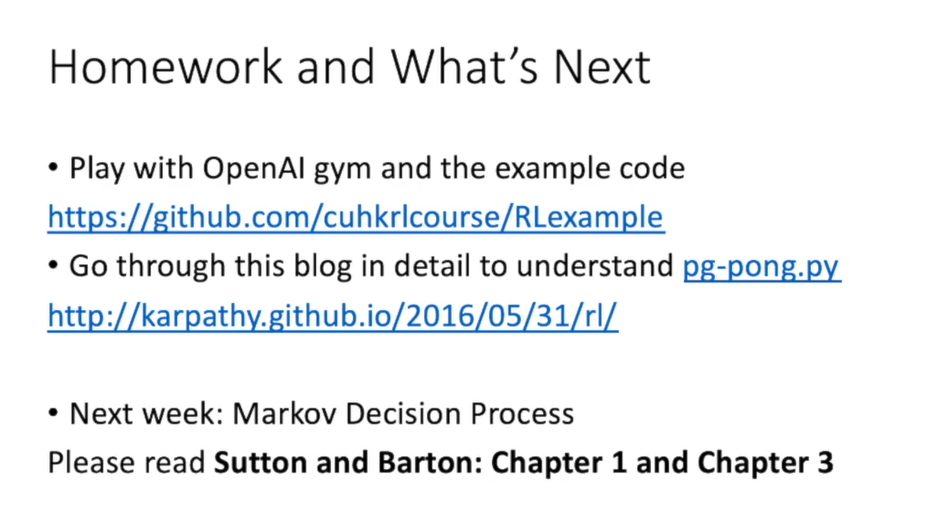 Homework and What's Next
• Play with OpenAI gym and the example code
https://github.com/cuhkrlcourse/RLexample
• Go through this blog in detail to understand pg-pong.py
http://karpathy.github.io/2016/05/31/rl/
• Next week: Markov Decision Process
Please read Sutton and Barton: Chapter 1 and Chapter 3